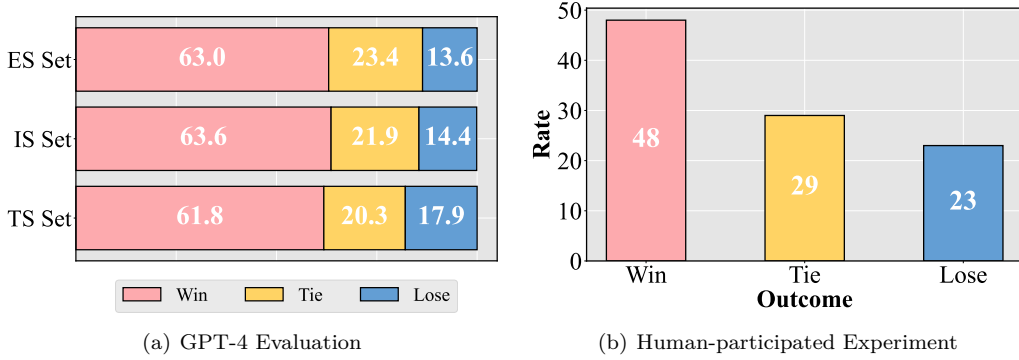 ES Set 63.0 23.4 13.6
IS Set 63.6 21.9 14.4
TS Set 61.8 20.3 17.9
Win Tie Lose
(a) GPT-4 Evaluation
50
40
30
20
10
0
Rate
48
29
23
Win Tie Lose
Outcome
(b) Human-participated Experiment